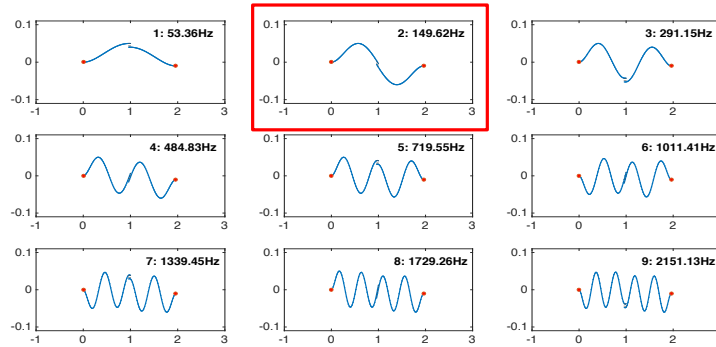 0.1
0
-0.1
1: 53.36Hz
-1 0 1 2 3
0.1
0
-0.1
2: 149.62Hz
-1 0 1 2 3
0.1
0
-0.1
3: 291.15Hz
-1 0 1 2 3
0.1
0
-0.1
4: 484.83Hz
-1 0 1 2 3
0.1
0
-0.1
5: 719.55Hz
-1 0 1 2 3
0.1
0
-0.1
6: 1011.41Hz
-1 0 1 2 3
0.1
0
-0.1
7: 1339.45Hz
-1 0 1 2 3
0.1
0
-0.1
8: 1729.26Hz
-1 0 1 2 3
0.1
0
-0.1
9: 2151.13Hz
-1 0 1 2 3